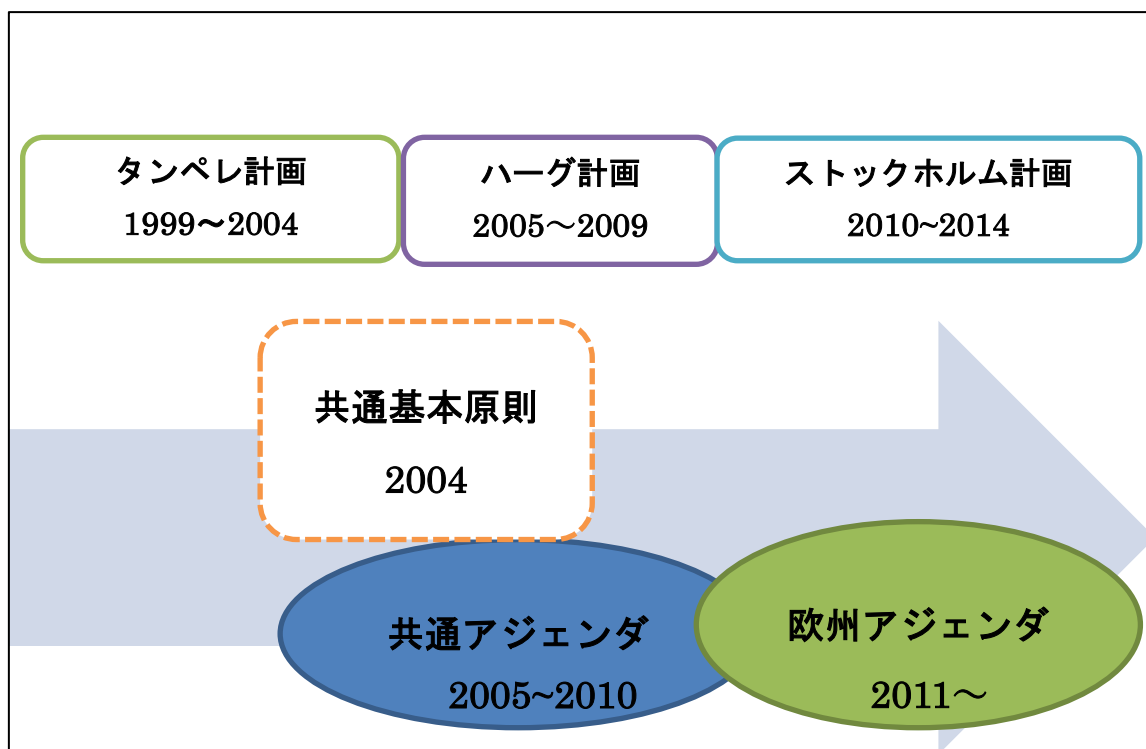 タンペレ計画
1999～2004
ハーグ計画
2005～2009
ストックホルム計画
2010~2014
共通基本原則
2004
共通アジェンダ
2005~2010
欧州アジェンダ
2011～